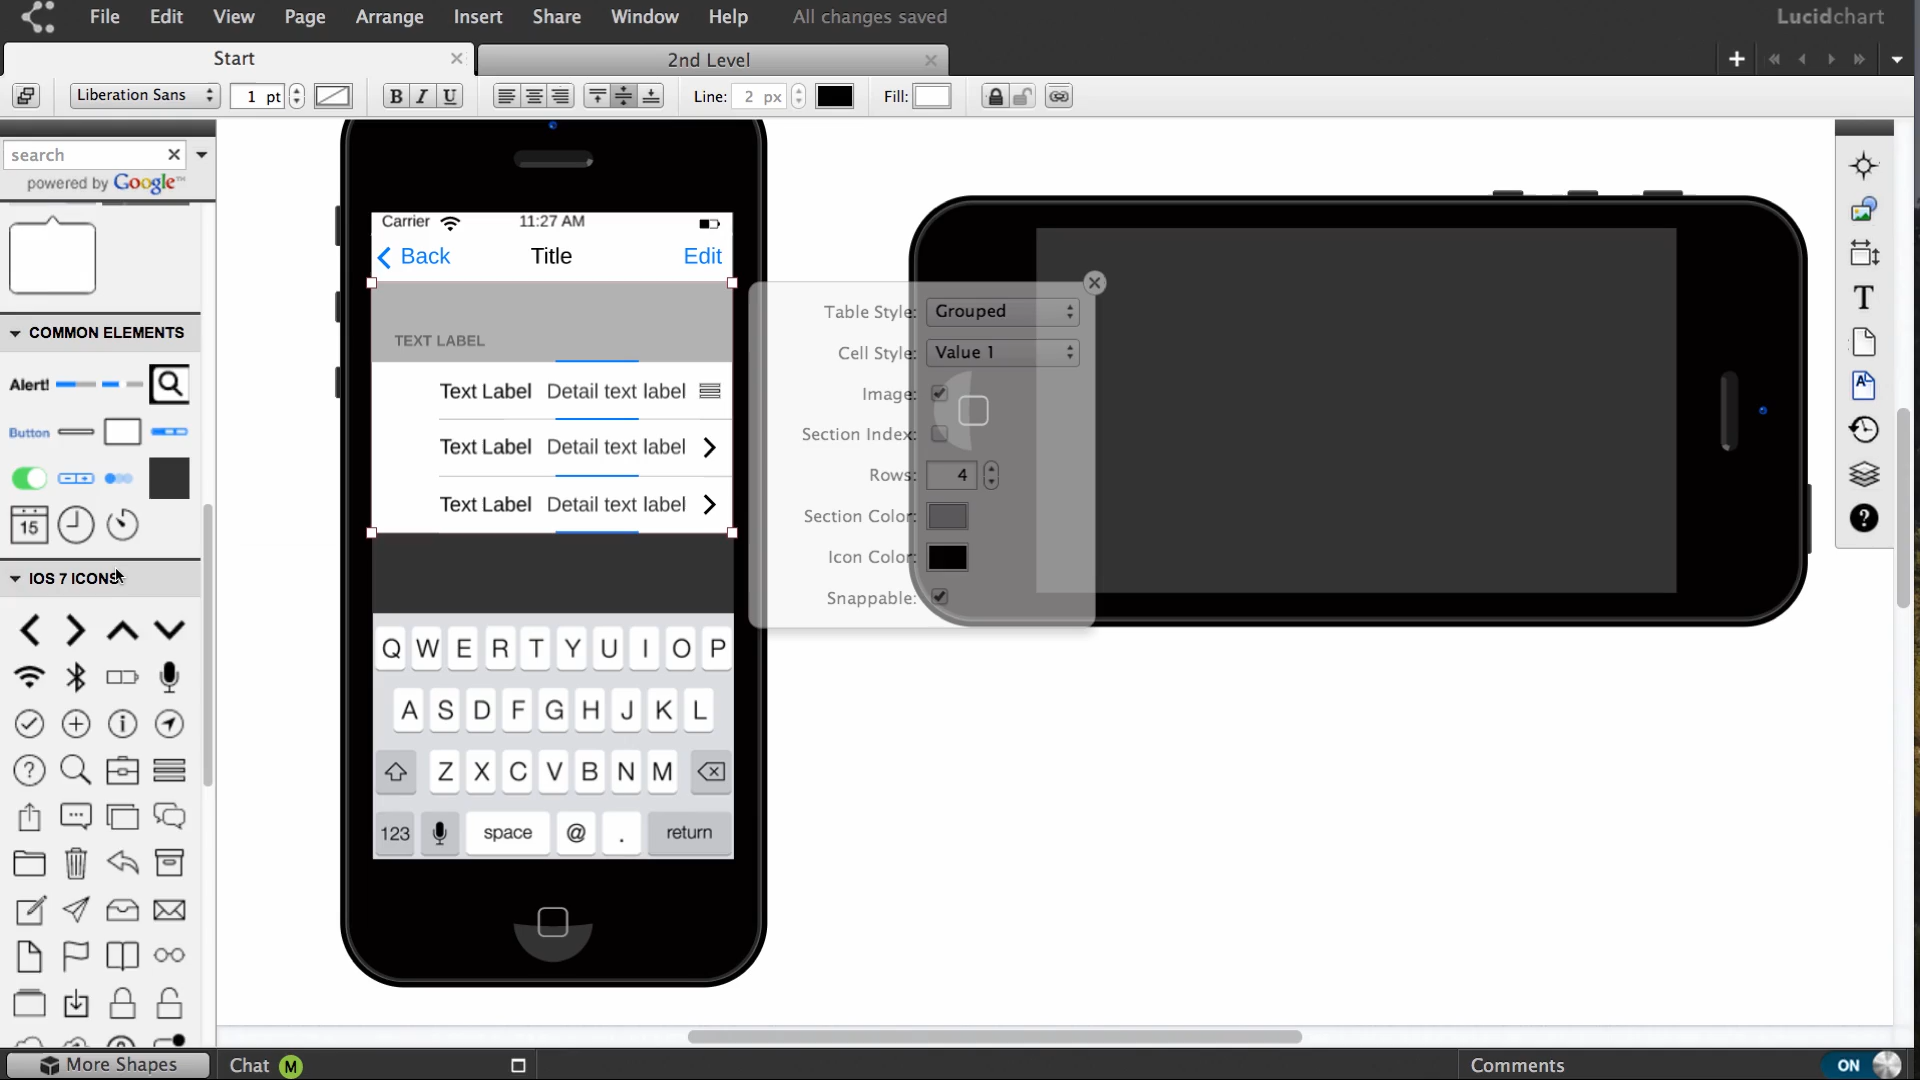 File Edit View Page Arrange Insert Share Window Help All changes saved Lucidchart
Start 2nd Level
Liberation Sans 1 pt B I U Line: 2 px Fill:
search
powered by Google™
COMMON ELEMENTS
Alert!
Button
15
IOS 7 ICONS
Carrier 11:27 AM
Back Title Edit
TEXT LABEL
Text Label Detail text label
Text Label Detail text label
Text Label Detail text label
Q W E R T Y U I O P
A S D F G H J K L
Z X C V B N M
123 space @ . return
Table Style: Grouped
Cell Style: Value 1
Image:
Section Index:
Rows: 4
Section Color:
Icon Color:
Snappable:
T
A
?
More Shapes Chat M Comments ON